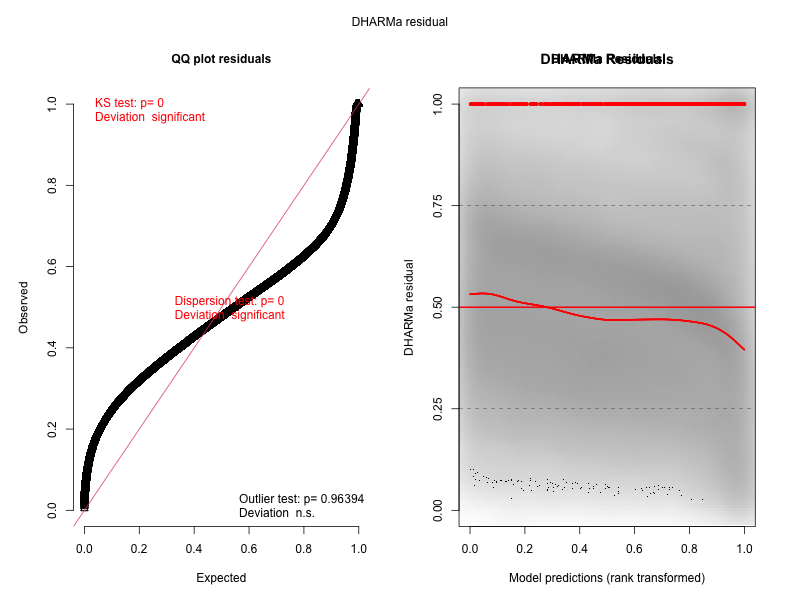 DHARMa residual
QQ plot residuals
KS test: p= 0
Deviation  significant
Dispersion test: p= 0
Deviation  significant
Outlier test: p= 0.96394
Deviation  n.s.
Observed
0.0
0.2
0.4
0.6
0.8
1.0
0.0 0.2 0.4 0.6 0.8 1.0
Expected
DHARMa Residuals
DHARMa residual
0.00
0.25
0.50
0.75
1.00
0.0 0.2 0.4 0.6 0.8 1.0
Model predictions (rank transformed)